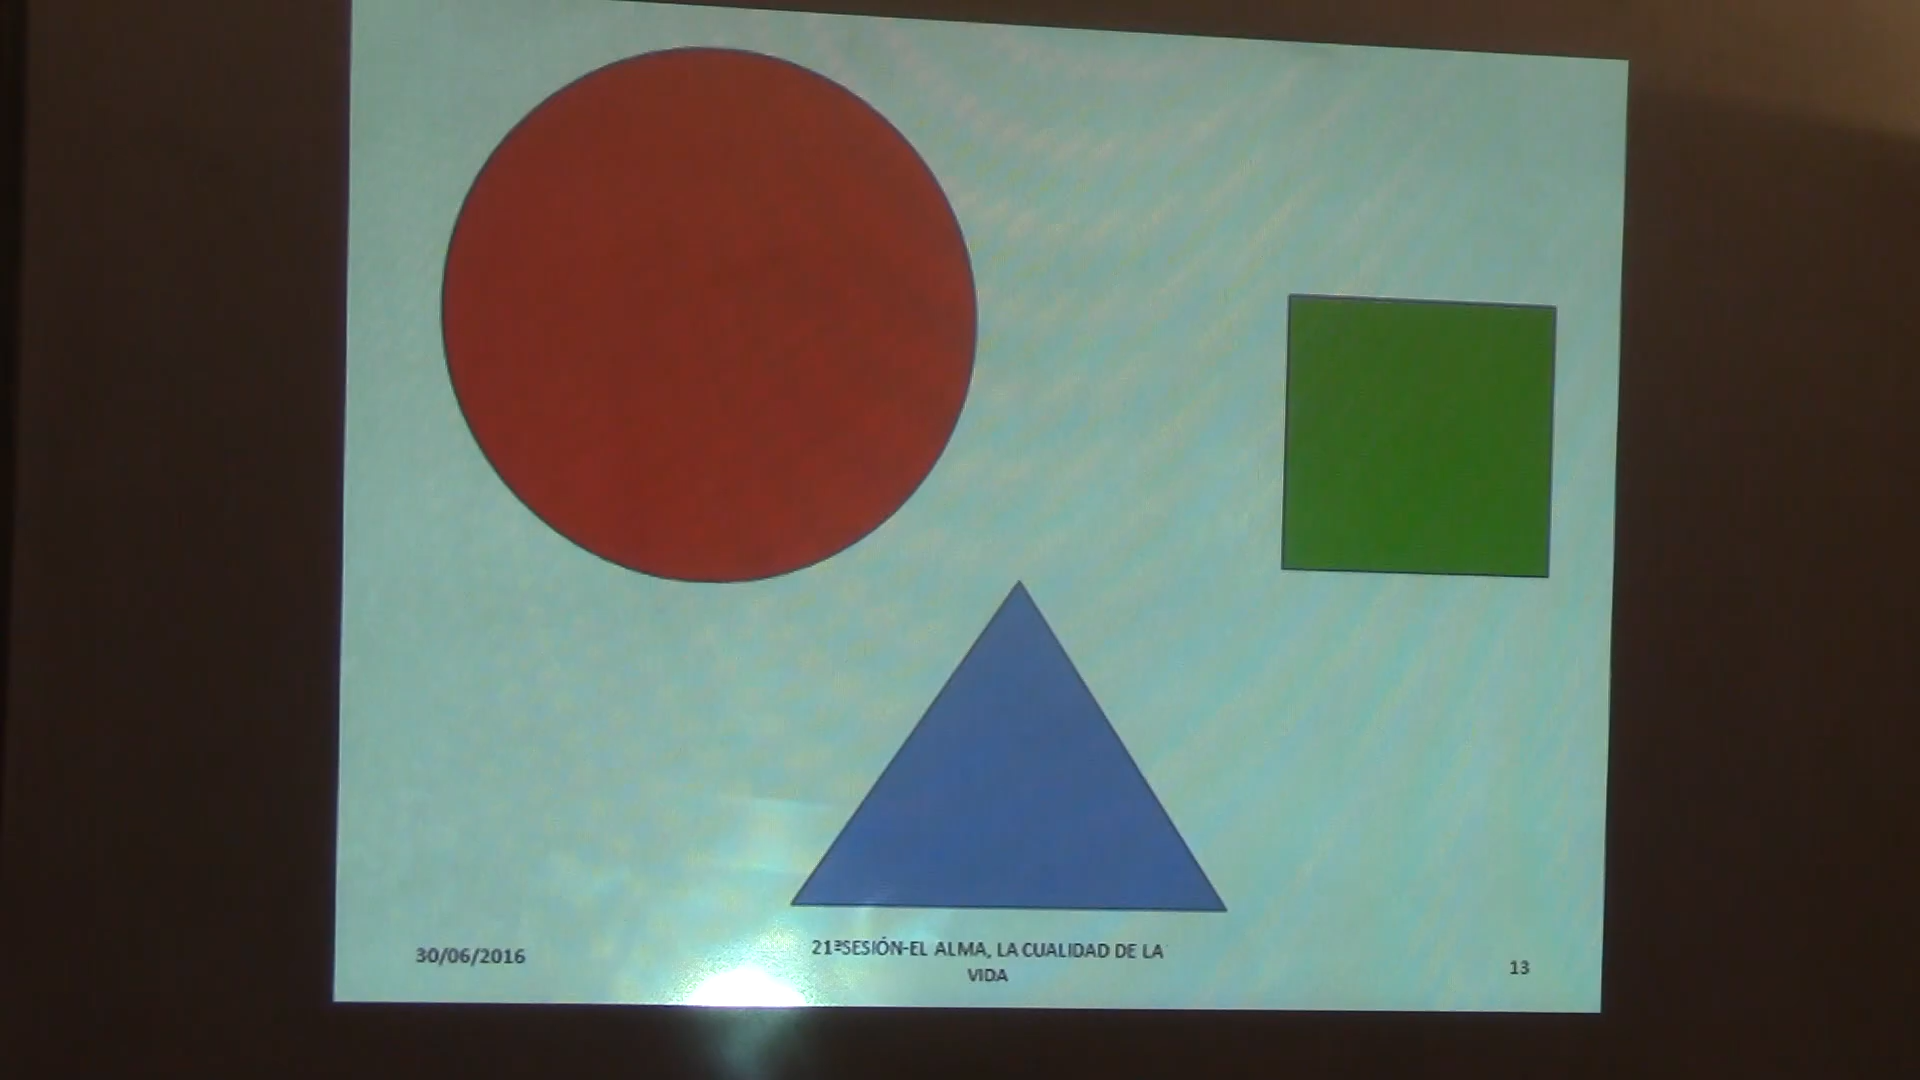 30/06/2016
21ªSESIÓN-EL ALMA, LA CUALIDAD DE LA
VIDA
13